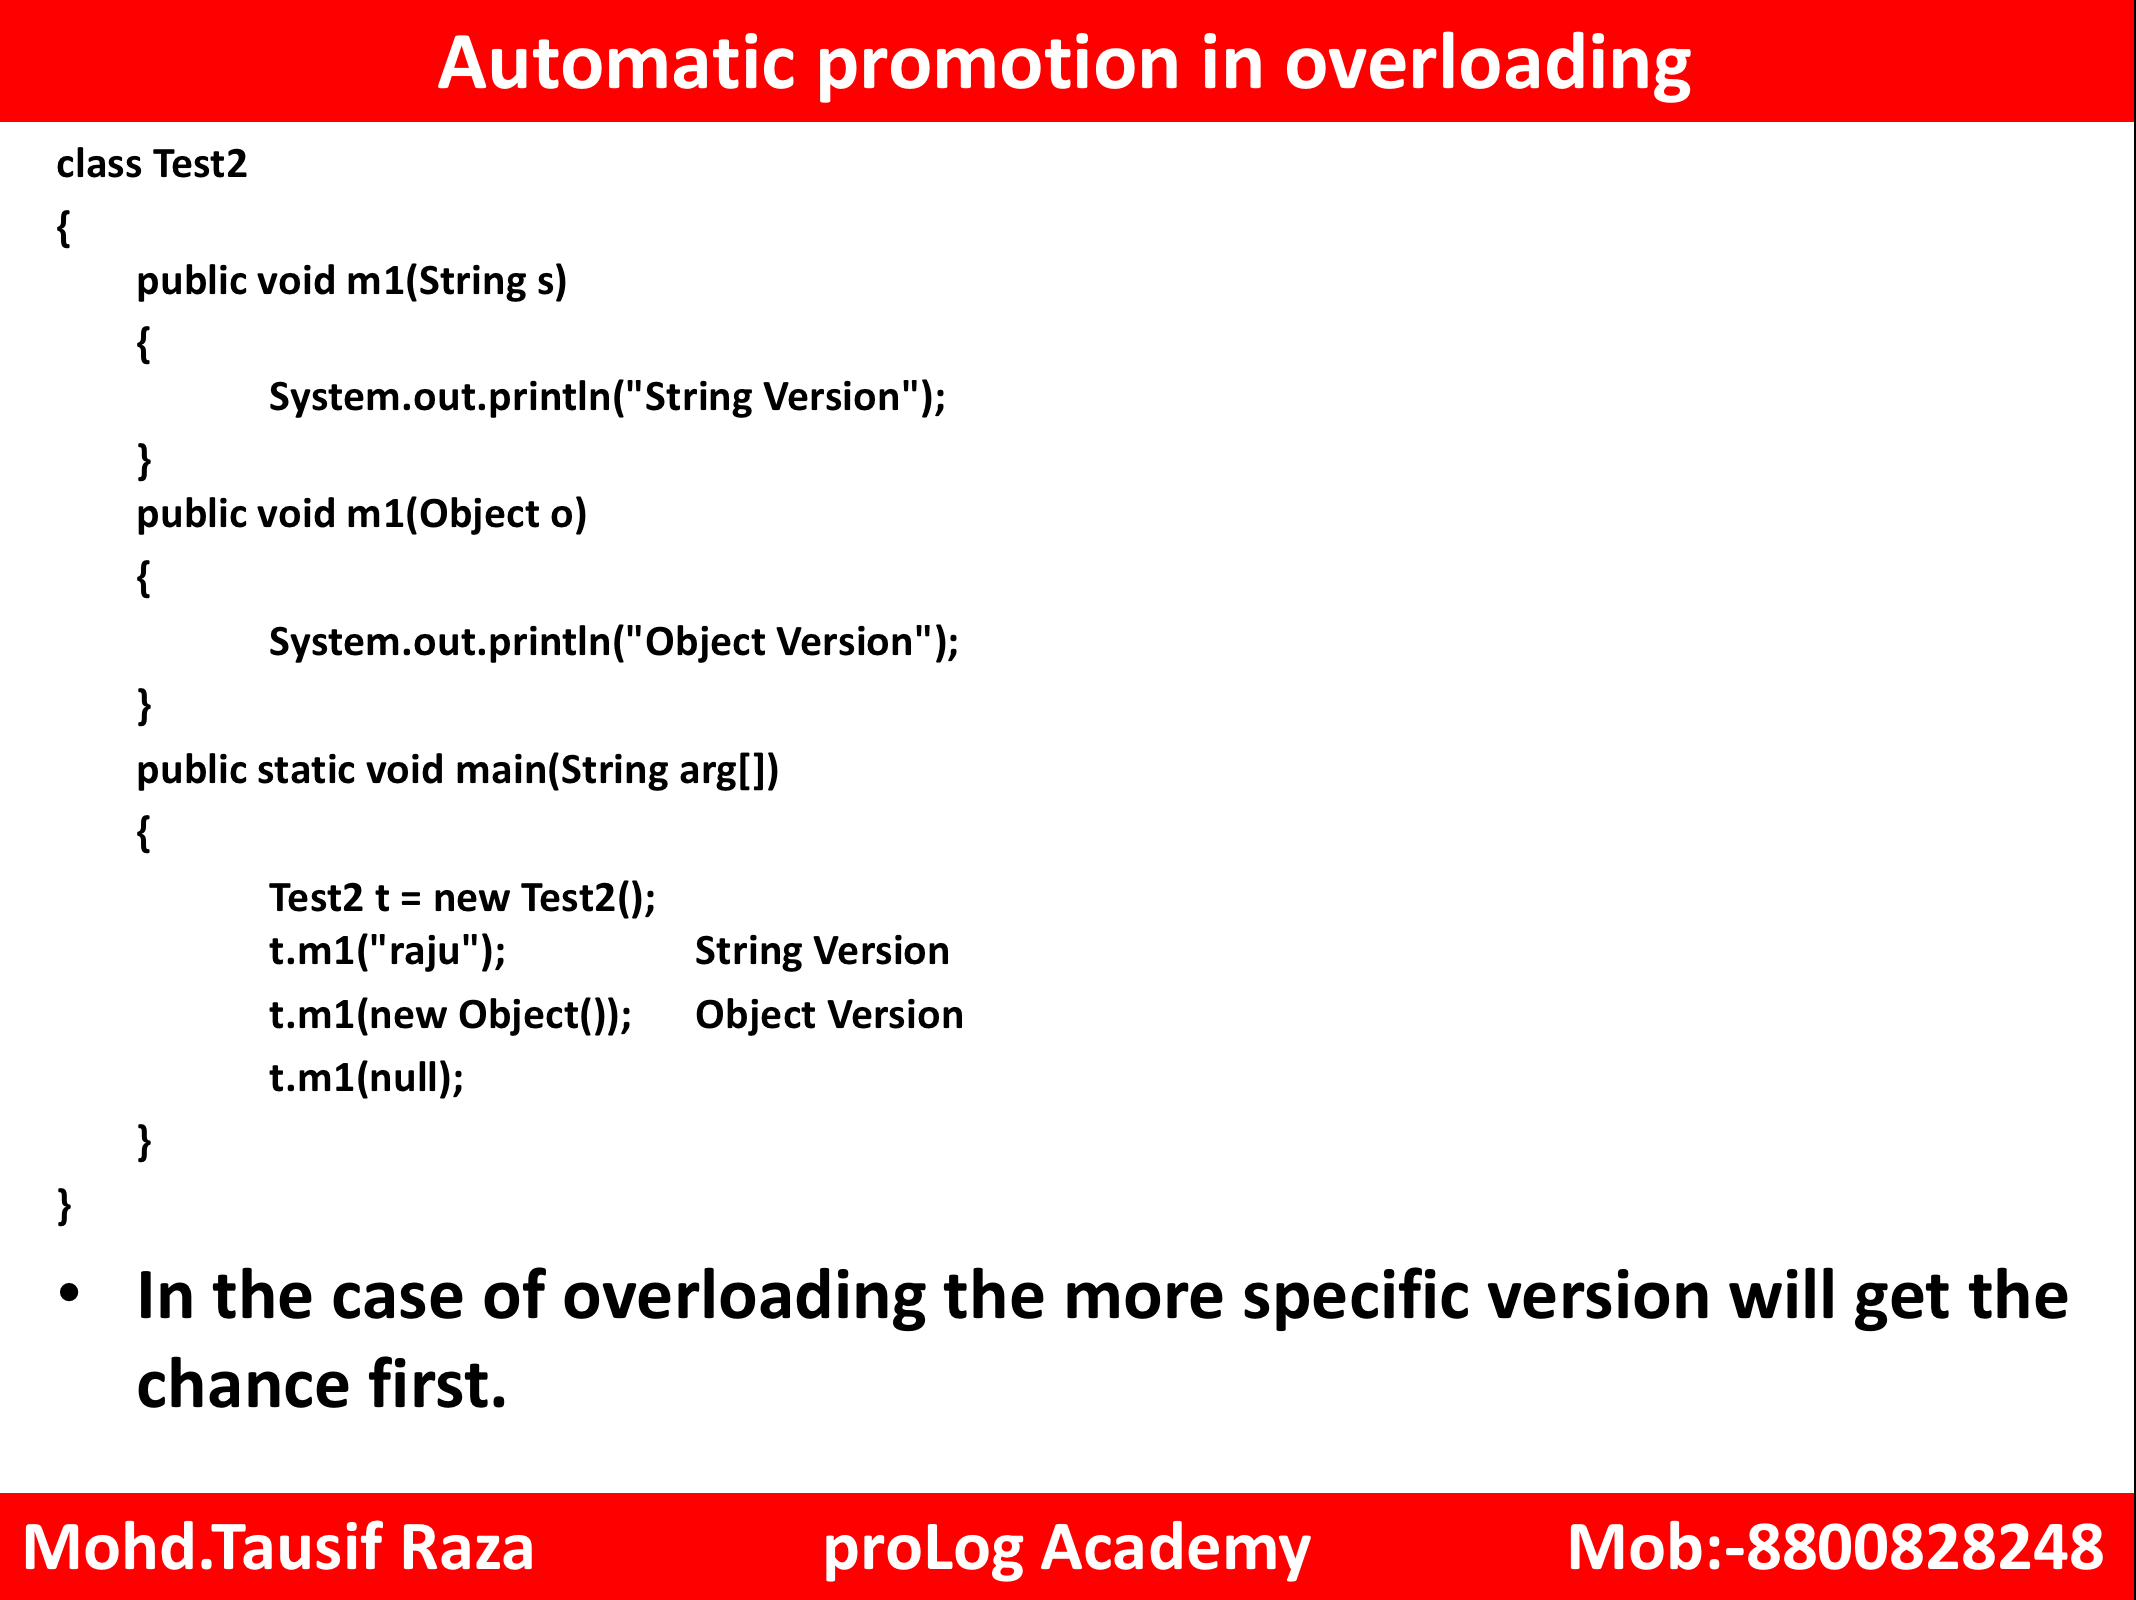 Automatic promotion in overloading
class Test2
{
public void m1(String s)
{
System.out.println("String Version");
}
public void m1(Object o)
{
System.out.println("Object Version");
}
public static void main(String arg[])
{
Test2 t = new Test2();
t.m1("raju"); String Version
t.m1(new Object()); Object Version
t.m1(null);
}
}
• In the case of overloading the more specific version will get the
chance first.
Mohd.Tausif Raza proLog Academy Mob:-8800828248